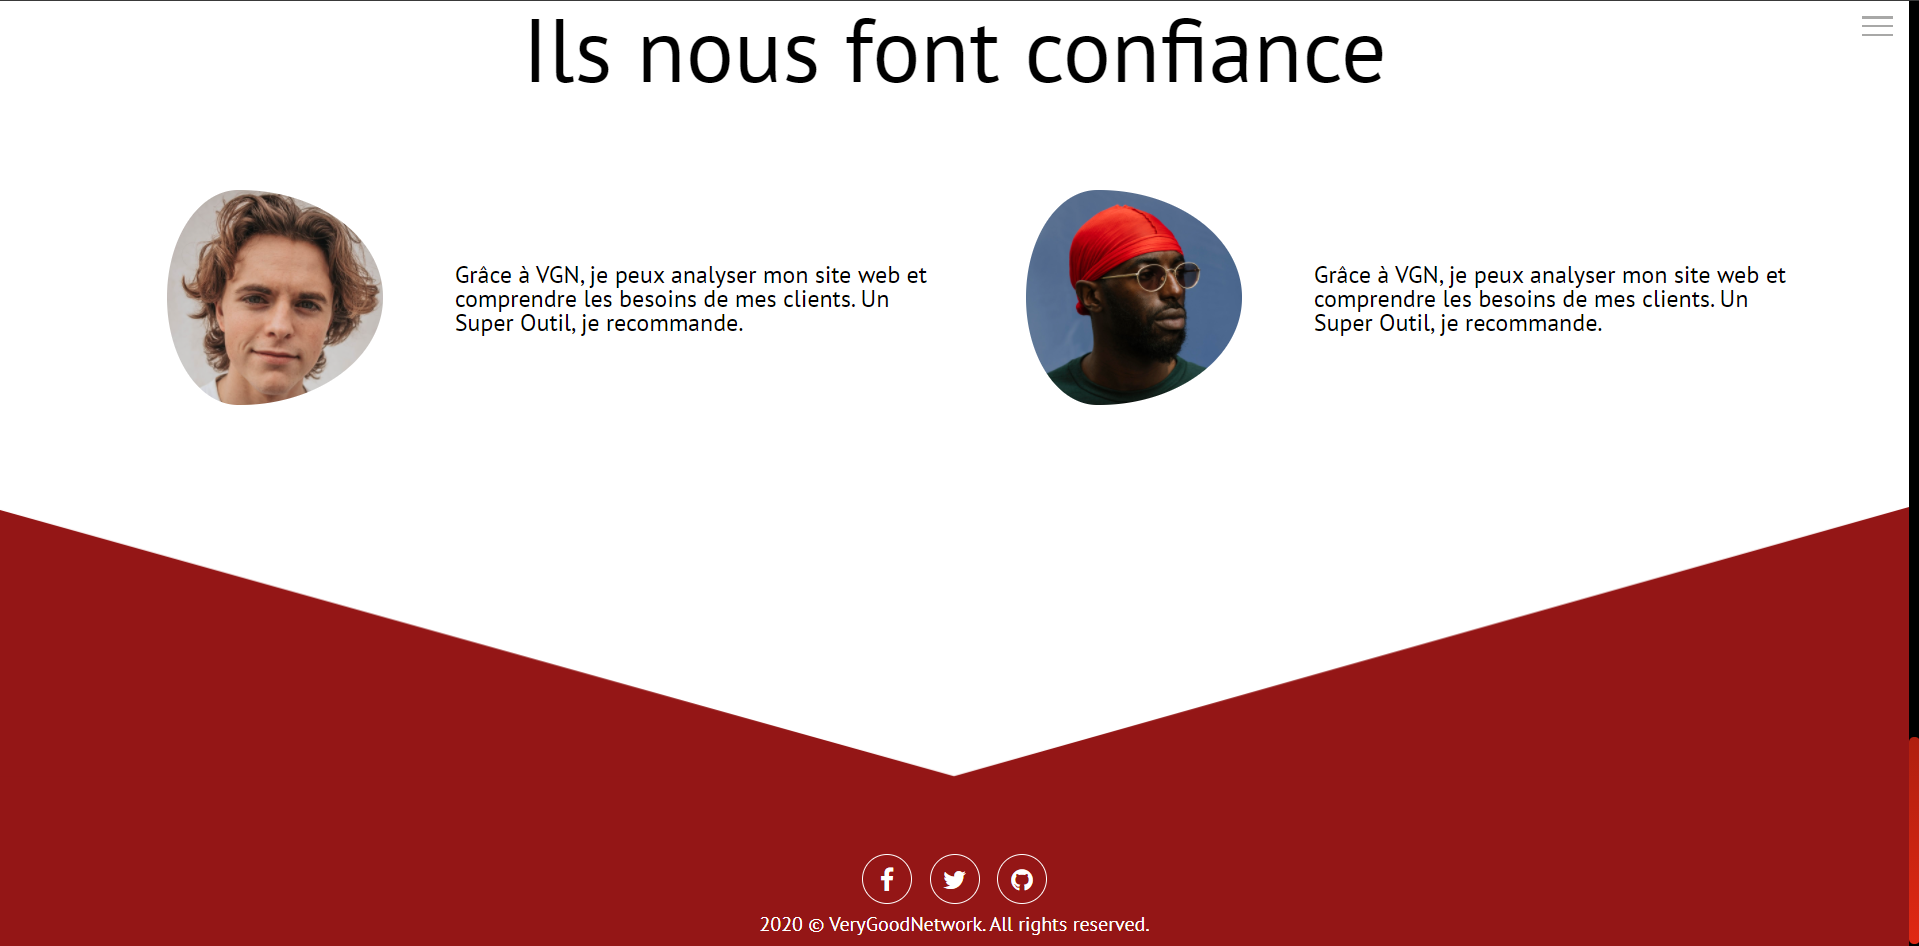 Ils nous font confiance
Grâce à VGN, je peux analyser mon site web et
comprendre les besoins de mes clients. Un
Super Outil, je recommande.
Grâce à VGN, je peux analyser mon site web et
comprendre les besoins de mes clients. Un
Super Outil, je recommande.
2020 © VeryGoodNetwork. All rights reserved.